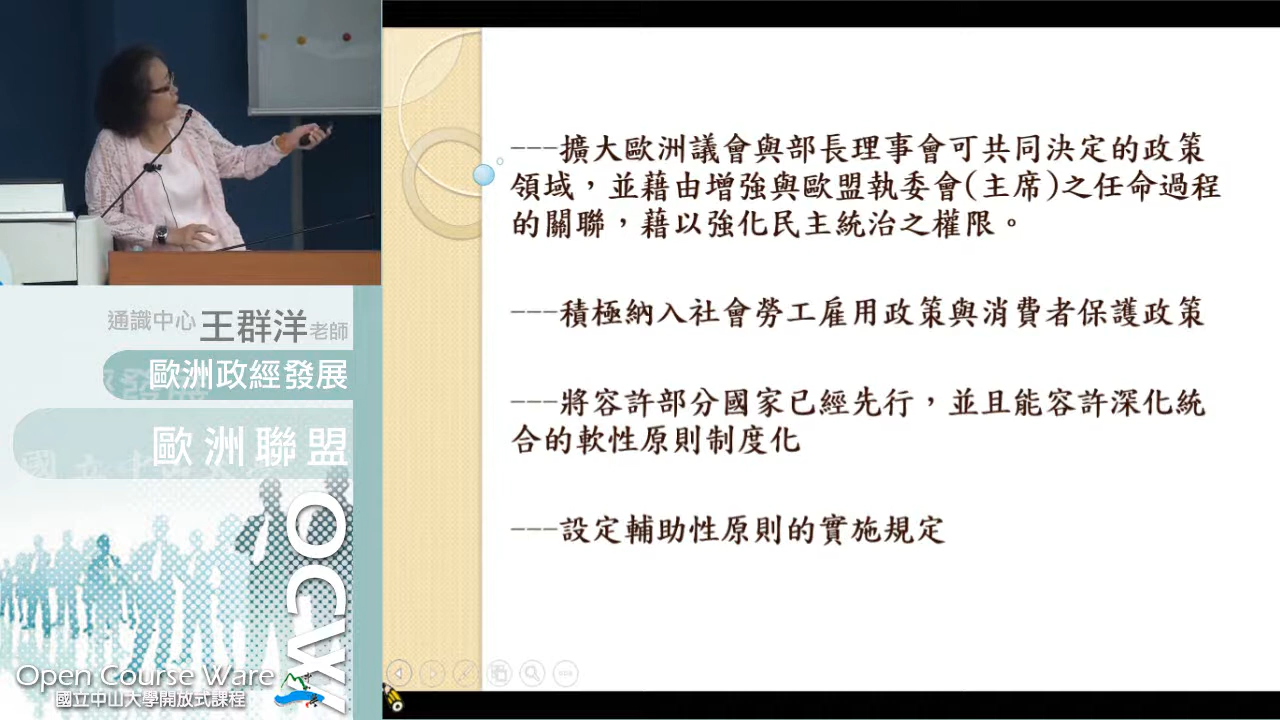 ---擴大歐洲議會與部長理事會可共同決定的政策
領域，並藉由增強與歐盟執委會(主席)之任命過程
的關聯，藉以強化民主統治之權限。
---積極納入社會勞工雇用政策與消費者保護政策
---將容許部分國家已經先行，並且能容許深化統
合的軟性原則制度化
---設定輔助性原則的實施規定
通識中心 王群洋老師
歐洲政經發展
歐洲聯盟
OCW
Open Course Ware
國立中山大學開放式課程